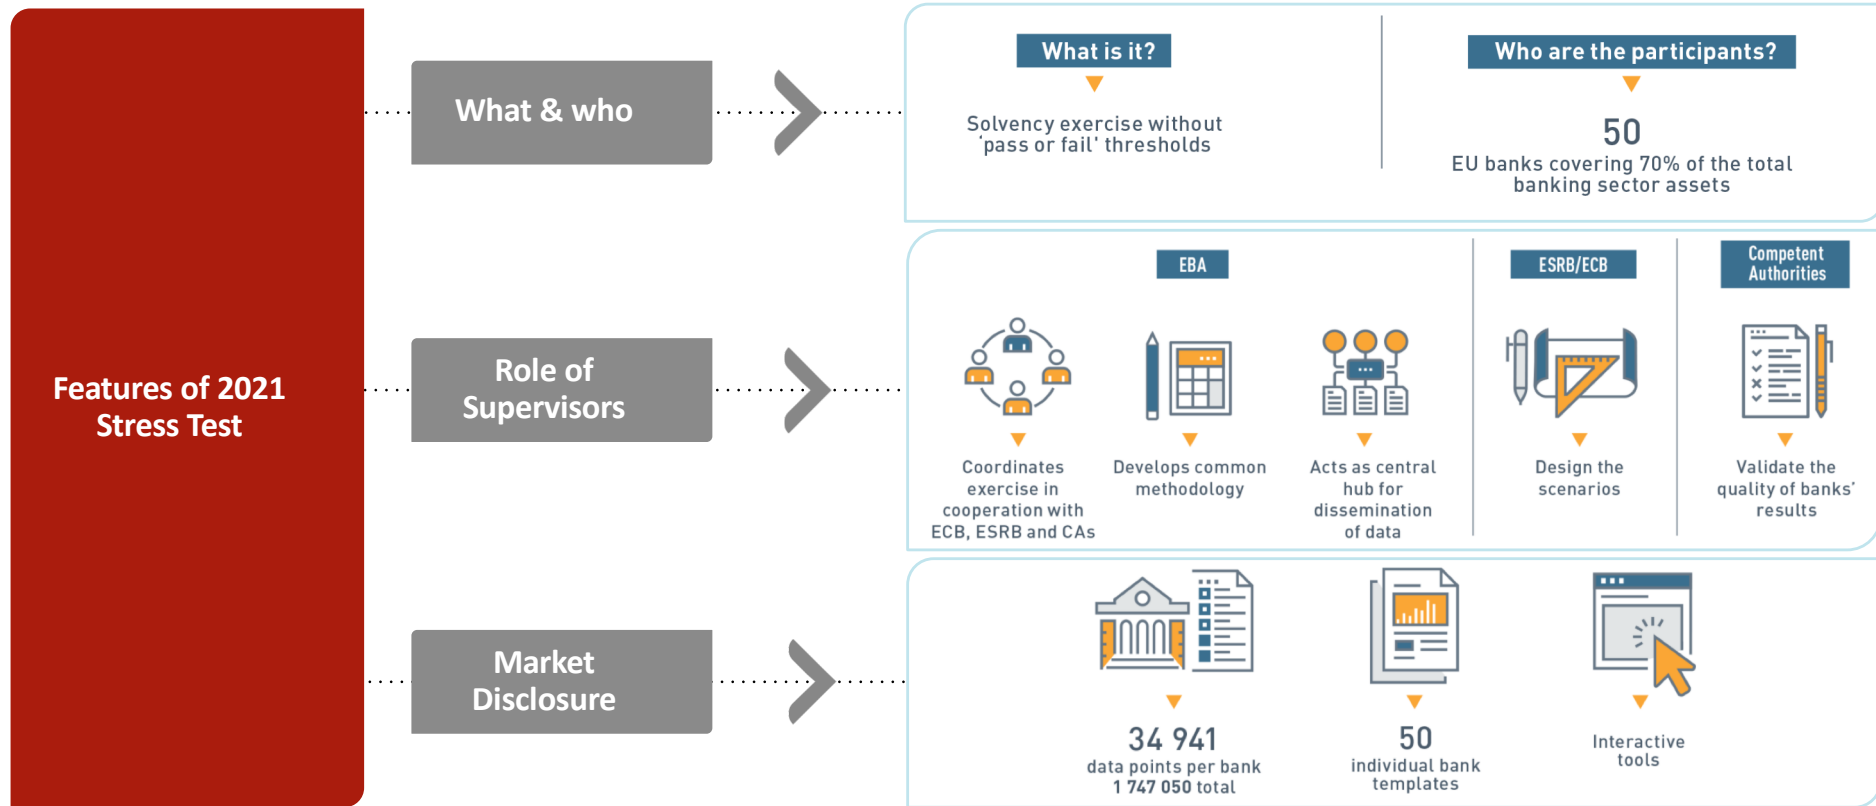 Features of 2021
Stress Test
What & who
What is it?
Solvency exercise without
'pass or fail' thresholds
Who are the participants?
50
EU banks covering 70% of the total
banking sector assets
Role of
Supervisors
EBA
Coordinates
exercise in
cooperation with
ECB, ESRB and CAs
Develops common
methodology
Acts as central
hub for
dissemination
of data
ESRB/ECB
Design the
scenarios
Competent
Authorities
Validate the
quality of banks’
results
Market
Disclosure
34 941
data points per bank
1 747 050 total
50
individual bank
templates
Interactive
tools